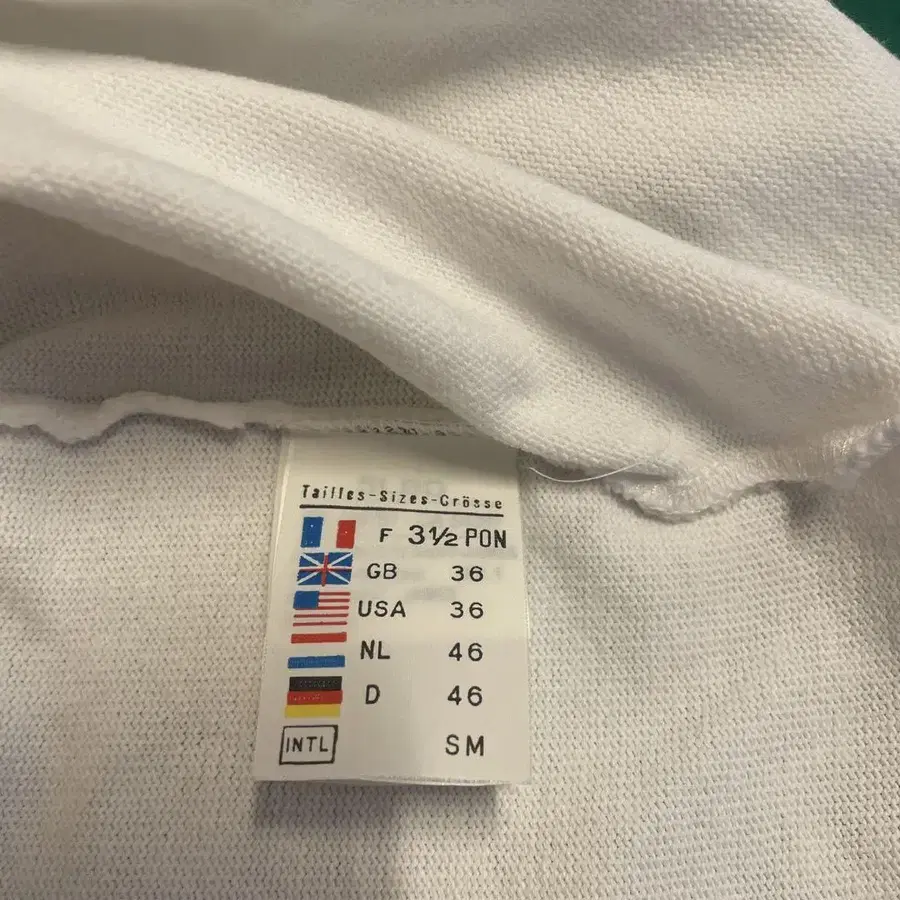 Tailles-Sizes-Grösse
F 3½ PON
GB 36
USA 36
NL 46
D 46
INTL SM